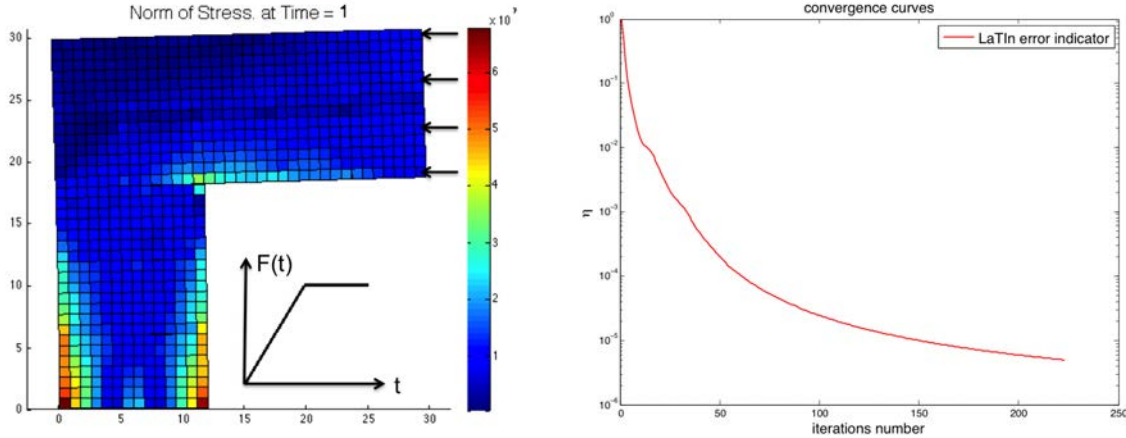 Norm of Stress. at Time = 1
x 10⁷
30
25
20
15
10
5
0
0 5 10 15 20 25 30
6
5
4
3
2
1
F(t)
t
convergence curves
LaTIn error indicator
10⁰
10⁻¹
10⁻²
10⁻³
10⁻⁴
10⁻⁵
10⁻⁶
η
0 50 100 150 200 250
iterations number